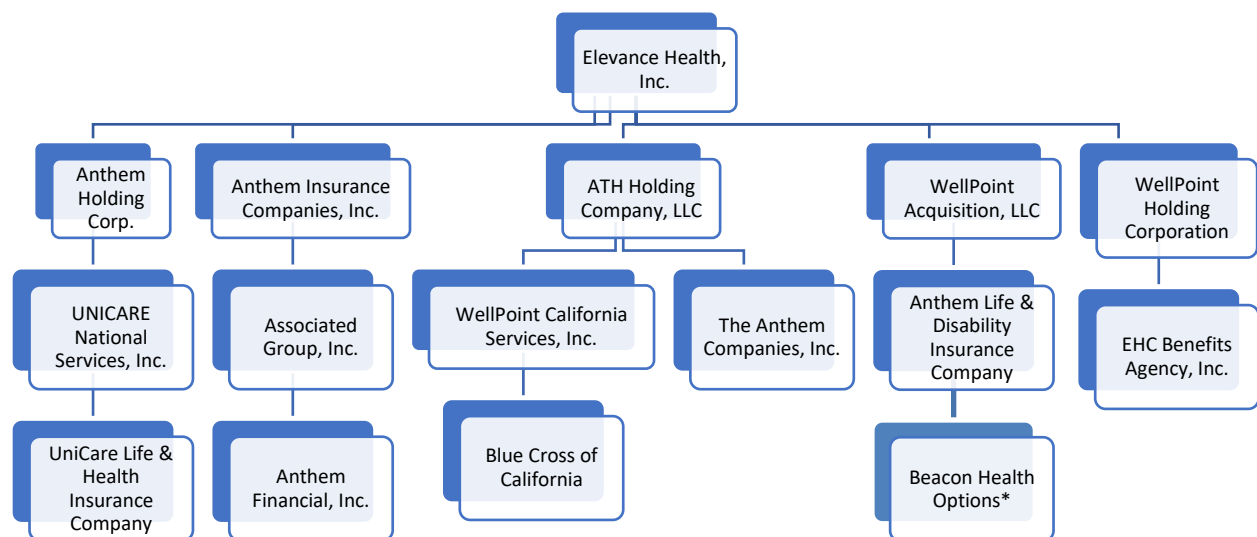 Elevance Health,
Inc.
Anthem
Holding
Corp.
Anthem Insurance
Companies, Inc.
ATH Holding
Company, LLC
WellPoint
Acquisition, LLC
WellPoint
Holding
Corporation
UNICARE
National
Services, Inc.
Associated
Group, Inc.
WellPoint California
Services, Inc.
The Anthem
Companies, Inc.
Anthem Life &
Disability
Insurance
Company
EHC Benefits
Agency, Inc.
UniCare Life &
Health
Insurance
Company
Anthem
Financial, Inc.
Blue Cross of
California
Beacon Health
Options*